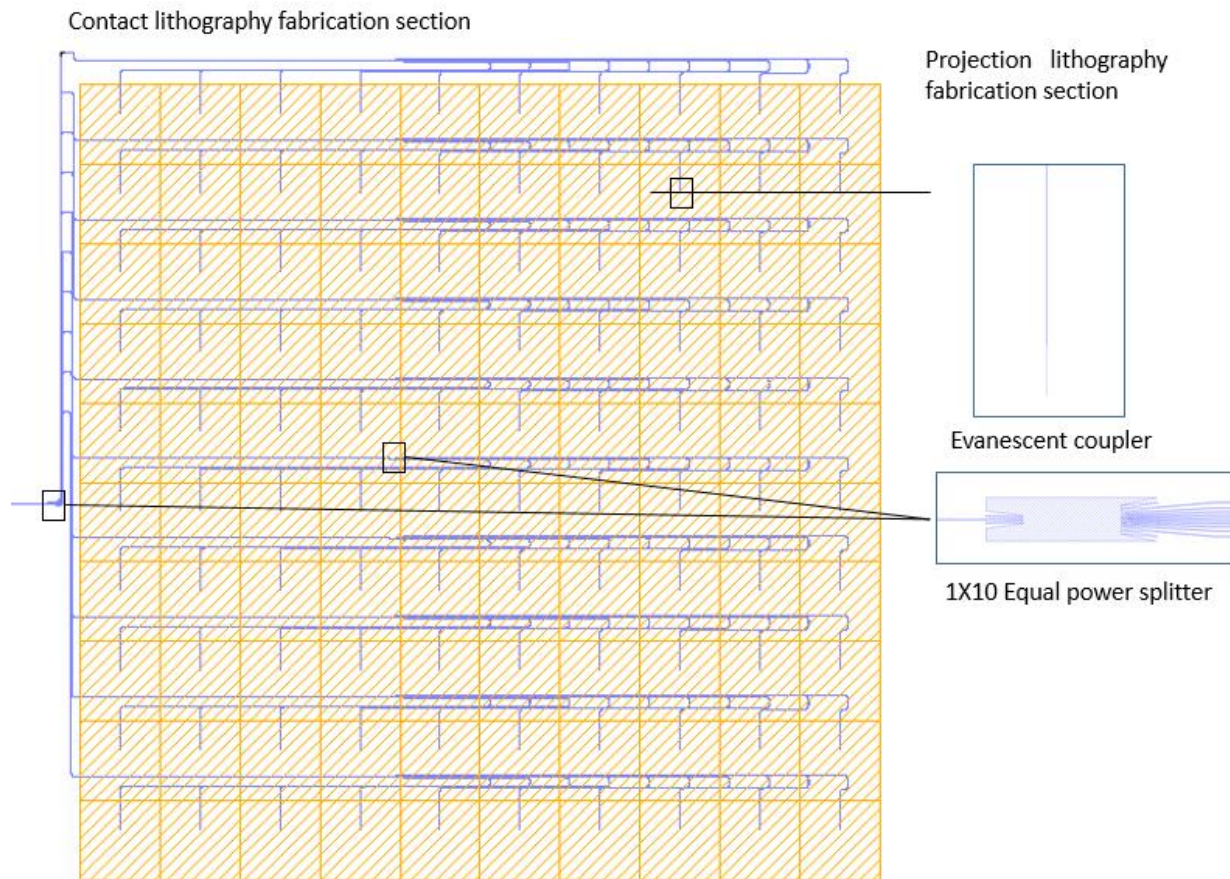 Contact lithography fabrication section
Projection lithography
fabrication section
Evanescent coupler
1X10 Equal power splitter